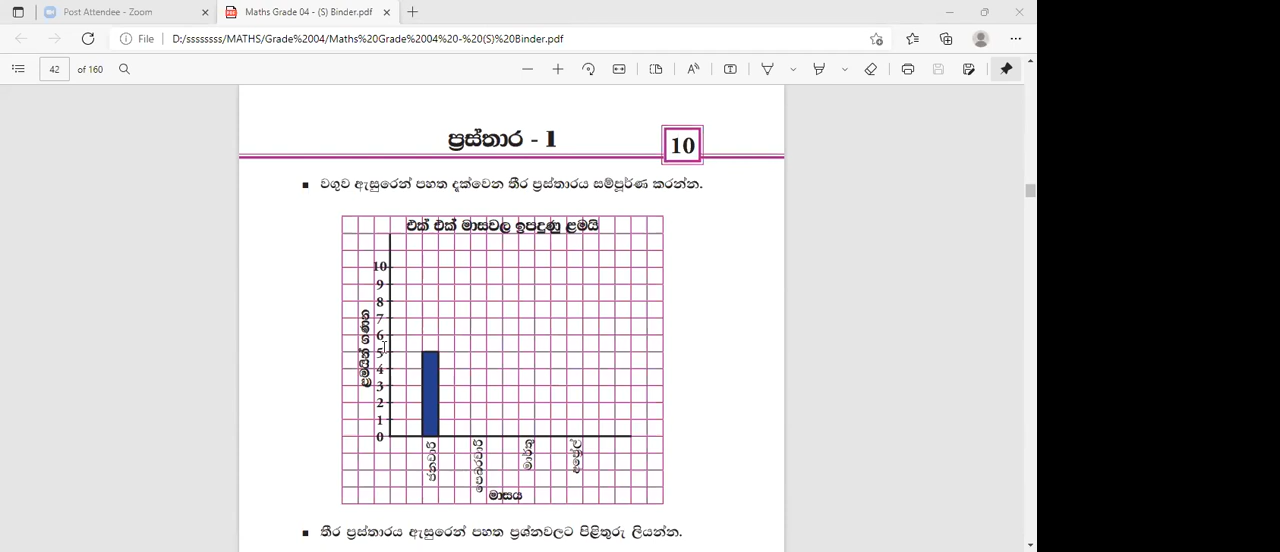 Post Attendee - Zoom
Maths Grade 04 - (S) Binder.pdf
File
D:/ssssssss/MATHS/Grade%2004/Maths%20Grade%2004%20-%20(S)%20Binder.pdf
42 of 160
ප්‍රස්තාර - 1
10
වගුව ඇසුරෙන් පහත දැක්වෙන තීර ප්‍රස්තාරය සම්පූර්ණ කරන්න.
එක් එක් මාසවල ඉපදුණු ළමයි
ළමයින් ගණන
10
9
8
7
6
5
4
3
2
1
0
ජනවාරි
පෙබරවාරි
මාර්තු
අප්‍රේල්
මාසය
තීර ප්‍රස්තාරය ඇසුරෙන් පහත ප්‍රශ්නවලට පිළිතුරු ලියන්න.